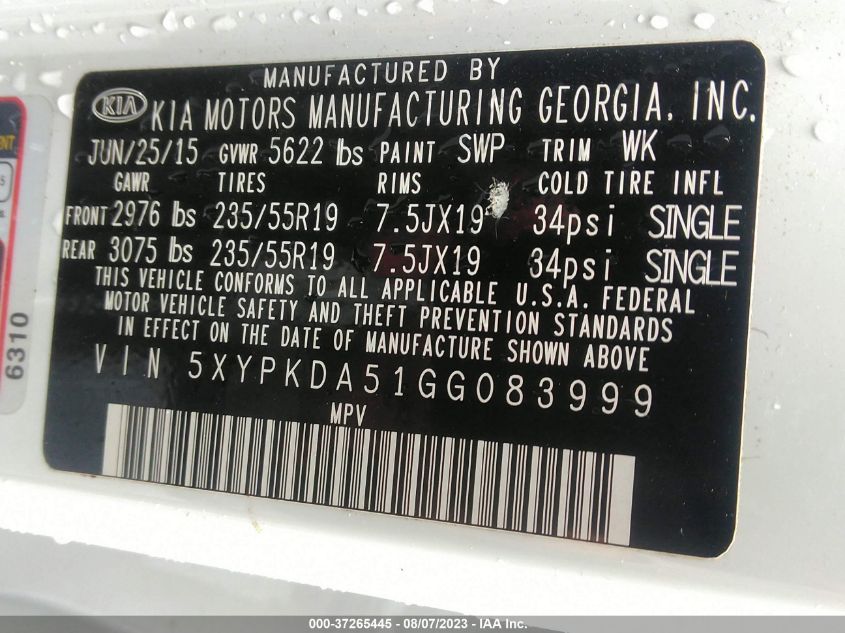 MANUFACTURED BY
KIA KIA MOTORS MANUFACTURING GEORGIA, INC.
JUN/25/15 GVWR 5622 lbs PAINT SWP TRIM WK
GAWR TIRES RIMS COLD TIRE INFL
FRONT 2976 lbs 235/55R19 7.5JX19 34psi SINGLE
REAR 3075 lbs 235/55R19 7.5JX19 34psi SINGLE
THIS VEHICLE CONFORMS TO ALL APPLICABLE U.S.A. FEDERAL
MOTOR VEHICLE SAFETY AND THEFT PREVENTION STANDARDS
IN EFFECT ON THE DATE OF MANUFACTURE SHOWN ABOVE
VIN 5XYPKDA51GG083999
MPV
6310
000-37265445 - 08/07/2023 - IAAI Inc.